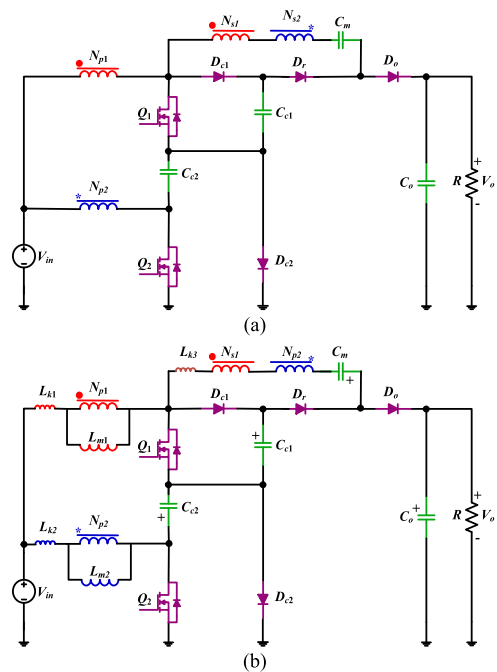 Ns1 Ns2 Cm
Np1 Dc1 Dr Do
Q1 Cc1
Cc2
Np2 * Co R + Vo -
Vin
Q2 Dc2
(a)
Lk3 Ns1 Np2 * Cm +
Lk1 Np1 Dc1 Dr Do
Lm1 Q1 + Cc1
Cc2 +
Lk2 * Np2 Co + R + Vo -
Lm2
Vin
Q2 Dc2
(b)